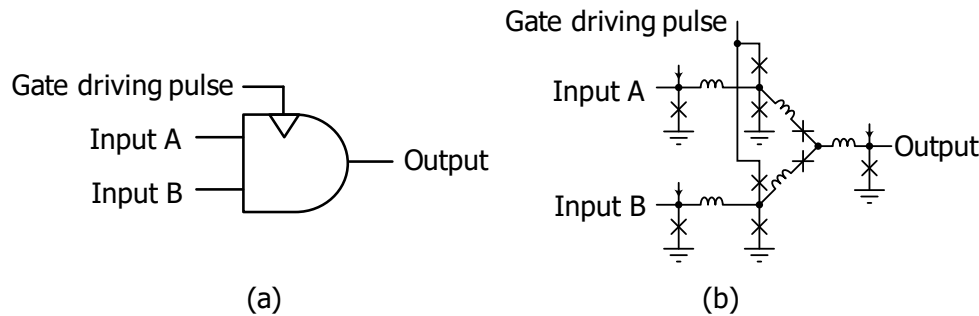 Gate driving pulse
Input A
Input B
Output
(a)
Gate driving pulse
Input A
Output
Input B
(b)